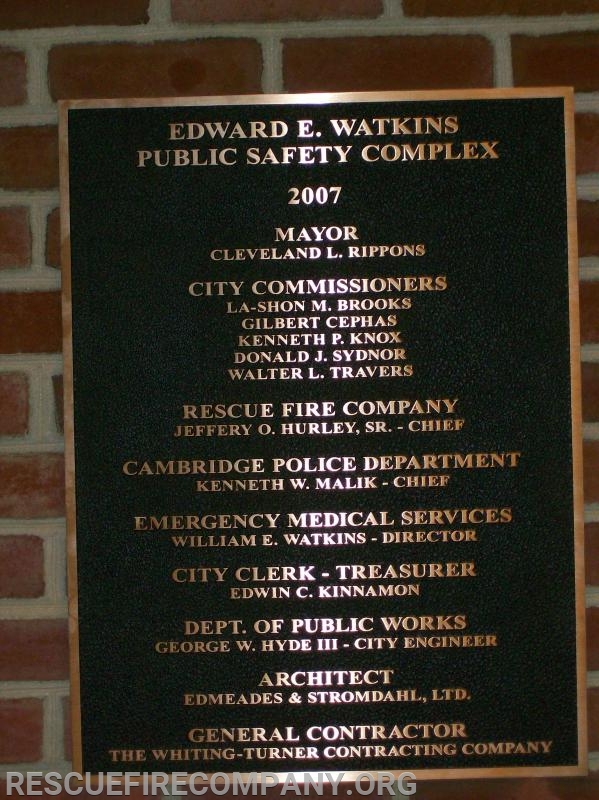 EDWARD E. WATKINS
PUBLIC SAFETY COMPLEX
2007
MAYOR
CLEVELAND L. RIPPONS
CITY COMMISSIONERS
LA-SHON M. BROOKS
GILBERT CEPHAS
KENNETH P. KNOX
DONALD J. SYDNOR
WALTER L. TRAVERS
RESCUE FIRE COMPANY
JEFFERY O. HURLEY, SR. - CHIEF
CAMBRIDGE POLICE DEPARTMENT
KENNETH W. MALIK - CHIEF
EMERGENCY MEDICAL SERVICES
WILLIAM E. WATKINS - DIRECTOR
CITY CLERK - TREASURER
EDWIN C. KINNAMON
DEPT. OF PUBLIC WORKS
GEORGE W. HYDE III - CITY ENGINEER
ARCHITECT
EDMEADES & STROMDAHL, LTD.
GENERAL CONTRACTOR
THE WHITING-TURNER CONTRACTING COMPANY
RESCUEFIRECOMPANY.ORG